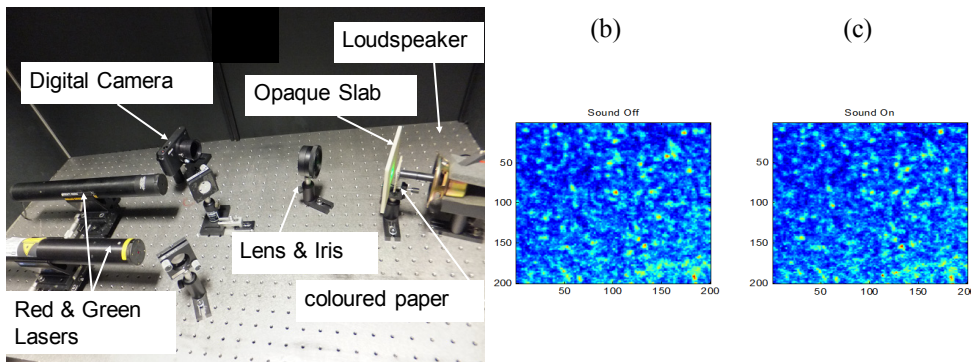 Loudspeaker
Digital Camera
Opaque Slab
Lens & Iris
coloured paper
Red & Green
Lasers
(b)
Sound Off
50
100
150
200
50
100
150
200
(c)
Sound On
50
100
150
200
50
100
150
20